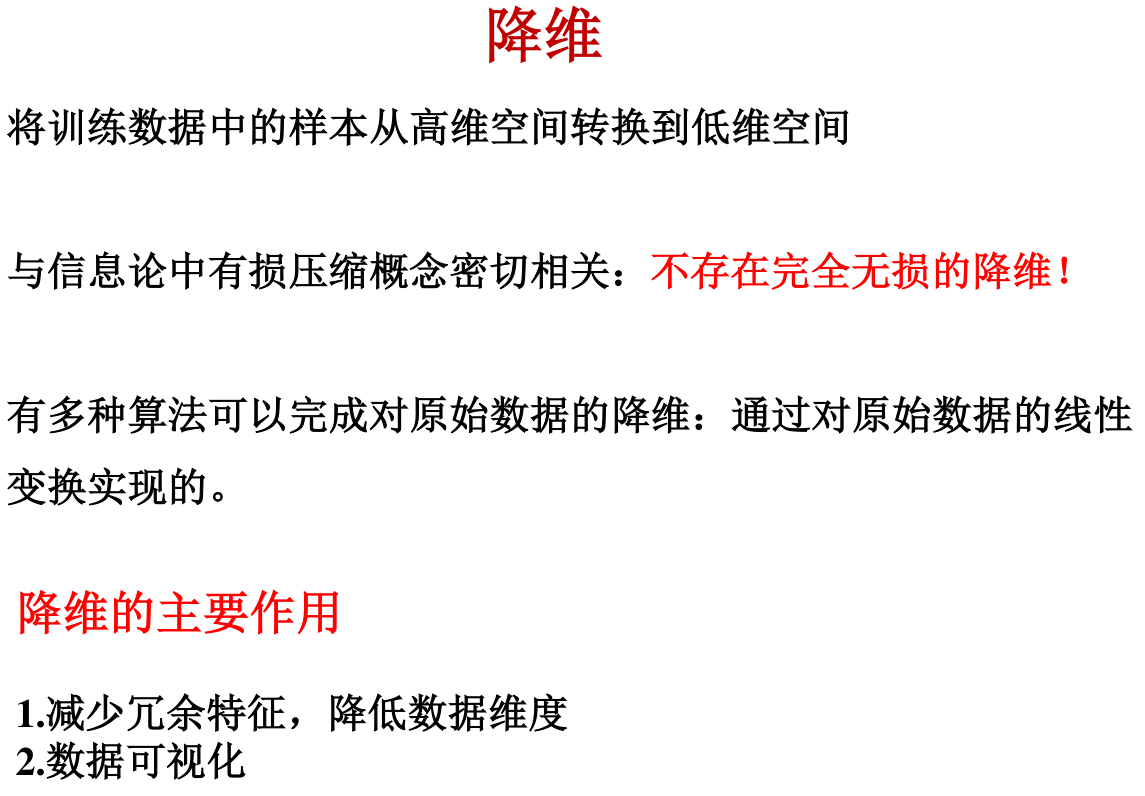 降维
将训练数据中的样本从高维空间转换到低维空间
与信息论中有损压缩概念密切相关：不存在完全无损的降维！
有多种算法可以完成对原始数据的降维：通过对原始数据的线性
变换实现的。
降维的主要作用
1.减少冗余特征，降低数据维度
2.数据可视化